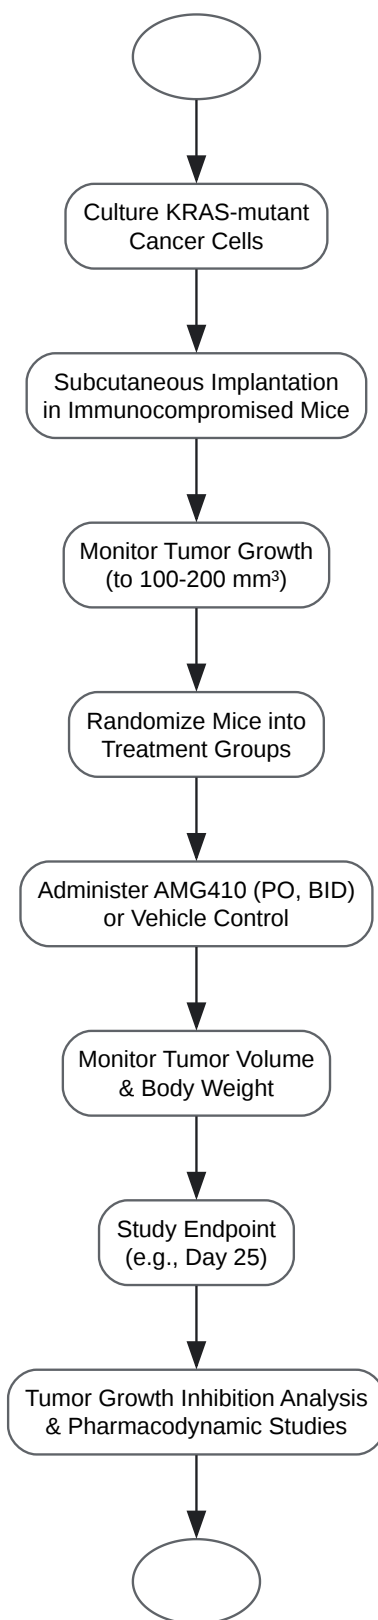 Culture KRAS-mutant
Cancer Cells
Subcutaneous Implantation
in Immunocompromised Mice
Monitor Tumor Growth
(to 100-200 mm³)
Randomize Mice into
Treatment Groups
Administer AMG410 (PO, BID)
or Vehicle Control
Monitor Tumor Volume
& Body Weight
Study Endpoint
(e.g., Day 25)
Tumor Growth Inhibition Analysis
& Pharmacodynamic Studies